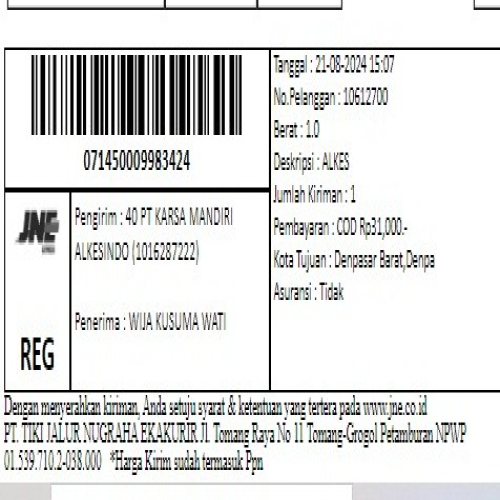 071450009983424
JNE
REG
Pengirim : 40 PT KARSA MANDIRI
ALKESINDO (1016287222)
Penerima : WIJA KUSUMA WATI
Tanggal : 21-08-2024 15:07
No.Pelanggan : 10612700
Berat : 1.0
Deskripsi : ALKES
Jumlah Kiriman : 1
Pembayaran : COD Rp31,000.-
Kota Tujuan : Denpasar Barat,Denpa
Asuransi : Tidak
Dengan menyerahkan kiriman, Anda setuju syarat & ketentuan yang tertera pada www.jne.co.id
PT. TIKI JALUR NUGRAHA EKAKURIR Jl. Tomang Raya No 11 Tomang-Grogol Petamburan NPWP
01.539.710.2-038.000 *Harga Kirim sudah termasuk Ppn